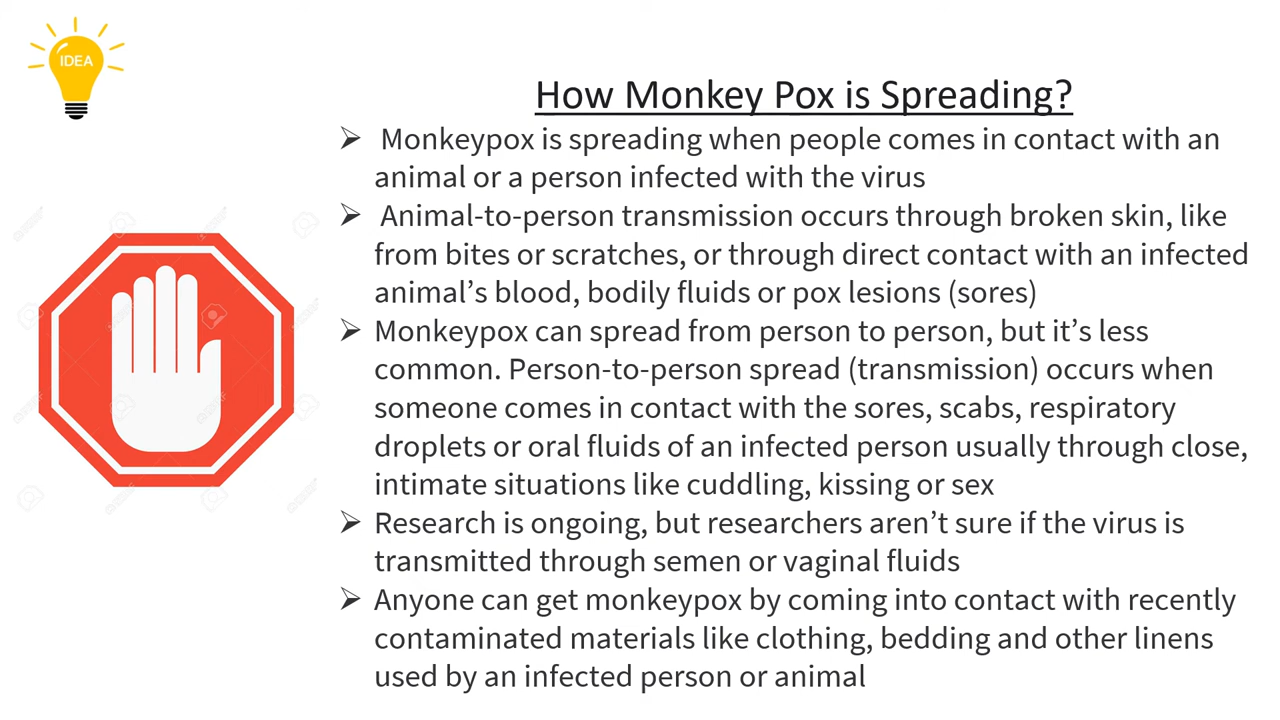 IDEA
How Monkey Pox is Spreading?
➢ Monkeypox is spreading when people comes in contact with an
animal or a person infected with the virus
➢ Animal-to-person transmission occurs through broken skin, like
from bites or scratches, or through direct contact with an infected
animal’s blood, bodily fluids or pox lesions (sores)
➢ Monkeypox can spread from person to person, but it’s less
common. Person-to-person spread (transmission) occurs when
someone comes in contact with the sores, scabs, respiratory
droplets or oral fluids of an infected person usually through close,
intimate situations like cuddling, kissing or sex
➢ Research is ongoing, but researchers aren’t sure if the virus is
transmitted through semen or vaginal fluids
➢ Anyone can get monkeypox by coming into contact with recently
contaminated materials like clothing, bedding and other linens
used by an infected person or animal